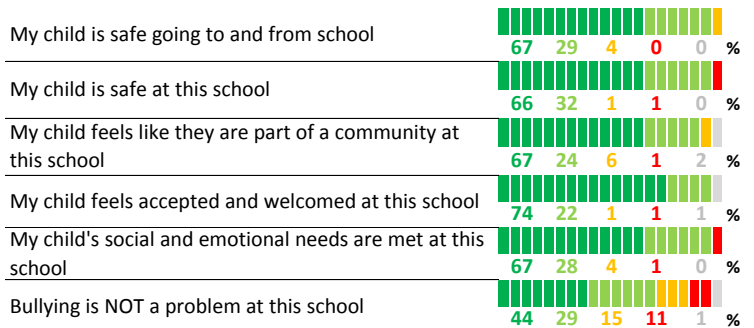 My child is safe going to and from school
67 29 4 0 0 %
My child is safe at this school
66 32 1 1 0 %
My child feels like they are part of a community at
this school
67 24 6 1 2 %
My child feels accepted and welcomed at this school
74 22 1 1 1 %
My child's social and emotional needs are met at this
school
67 28 4 1 0 %
Bullying is NOT a problem at this school
44 29 15 11 1 %